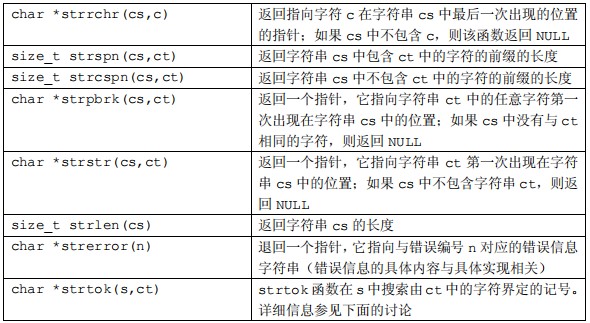 char *strrchr(cs,c) 返回指向字符 c 在字符串 cs 中最后一次出现的位置
的指针；如果 cs 中不包含 c，则该函数返回 NULL
size_t strspn(cs,ct) 返回字符串 cs 中包含 ct 中的字符的前缀的长度
size_t strcspn(cs,ct) 返回字符串 cs 中不包含 ct 中的字符的前缀的长度
char *strpbrk(cs,ct) 返回一个指针，它指向字符串 ct 中的任意字符第一
次出现在字符串 cs 中的位置；如果 cs 中没有与 ct
相同的字符，则返回 NULL
char *strstr(cs,ct) 返回一个指针，它指向字符串 ct 第一次出现在字符
串 cs 中的位置；如果 cs 中不包含字符串 ct，则返
回 NULL
size_t strlen(cs) 返回字符串 cs 的长度
char *strerror(n) 退回一个指针，它指向与错误编号 n 对应的错误信息
字符串（错误信息的具体内容与具体实现相关）
char *strtok(s,ct) strtok 函数在 s 中搜索由 ct 中的字符界定的记号。
详细信息参见下面的讨论